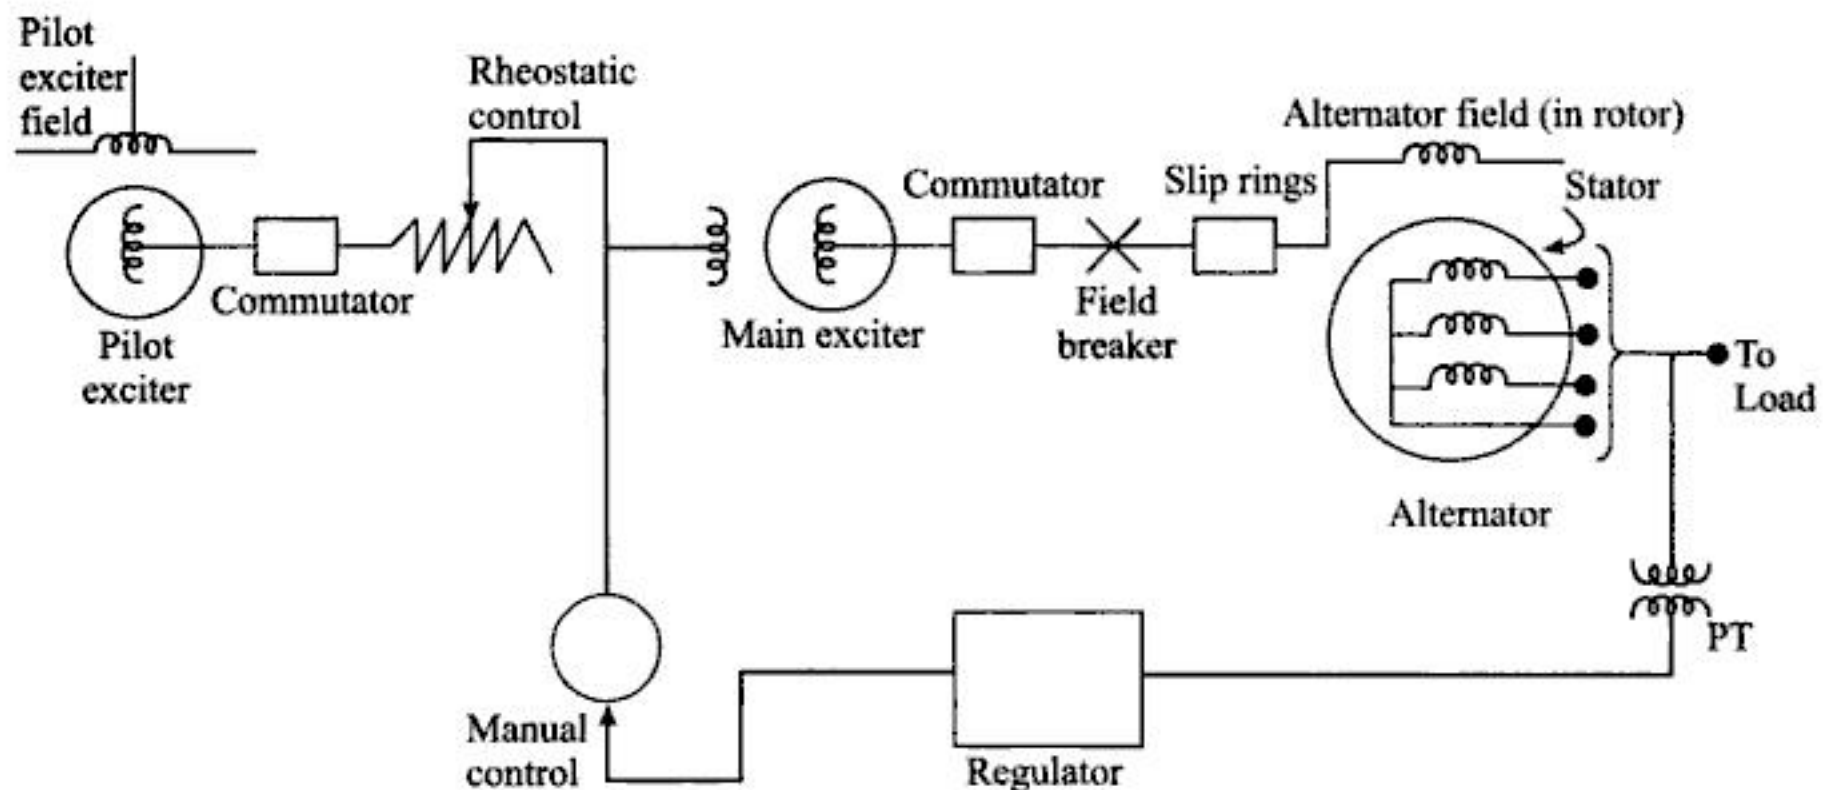 Pilot
exciter
field
Rheostatic
control
Alternator field (in rotor)
Commutator
Slip rings
Stator
Commutator
Pilot
exciter
Main exciter
Field
breaker
To
Load
Alternator
PT
Manual
control
Regulator